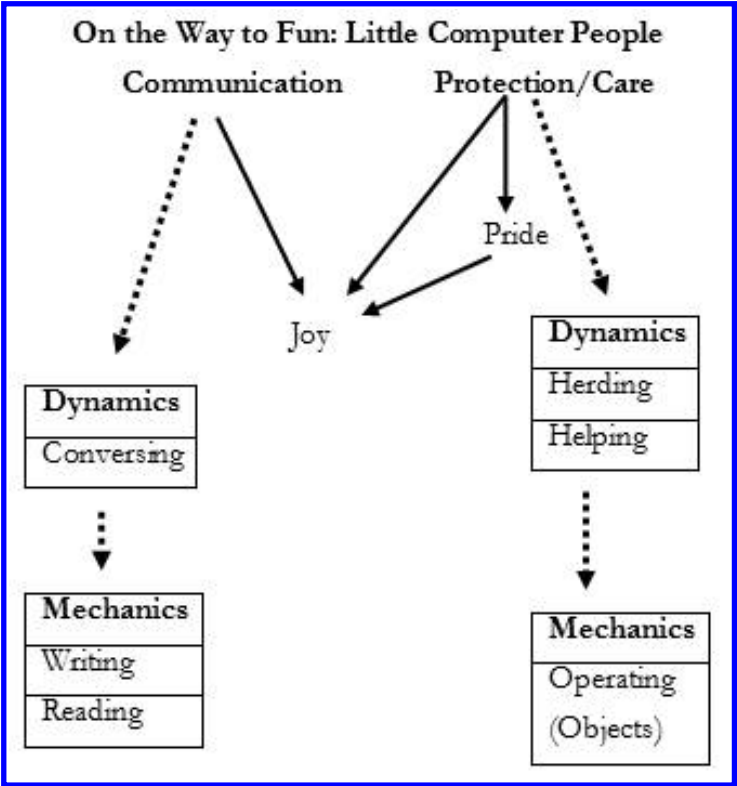 On the Way to Fun: Little Computer People
Communication Protection/Care
Pride
Joy
Dynamics
Herding
Helping
Dynamics
Conversing
Mechanics
Writing
Reading
Mechanics
Operating
(Objects)